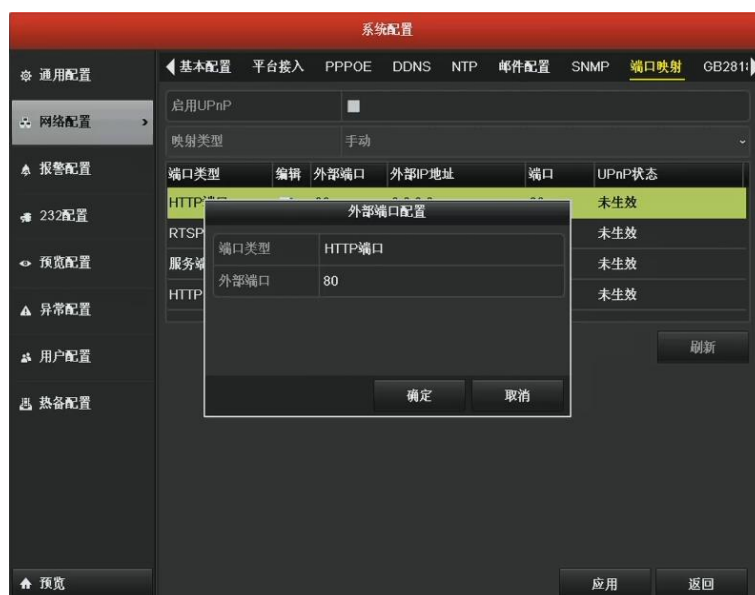 系统配置
通用配置
网络配置
报警配置
232配置
预览配置
异常配置
用户配置
热备配置
预览
基本配置 平台接入 PPPOE DDNS NTP 邮件配置 SNMP 端口映射 GB281
启用UPnP
映射类型 手动
端口类型 编辑 外部端口 外部IP地址 端口 UPnP状态
HTTP 未生效
RTSP 未生效
服务端 未生效
HTTP 未生效
外部端口配置
端口类型 HTTP端口
外部端口 80
确定 取消
刷新
应用 返回